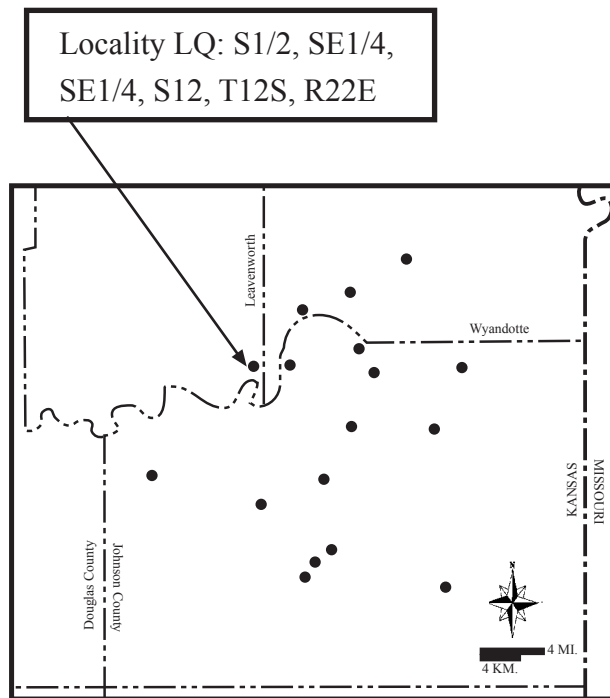 Locality LQ: S1/2, SE1/4,
SE1/4, S12, T12S, R22E
Leavenworth
Wyandotte
Douglas County
Johnson County
KANSAS
MISSOURI
N
4 MI.
4 KM.